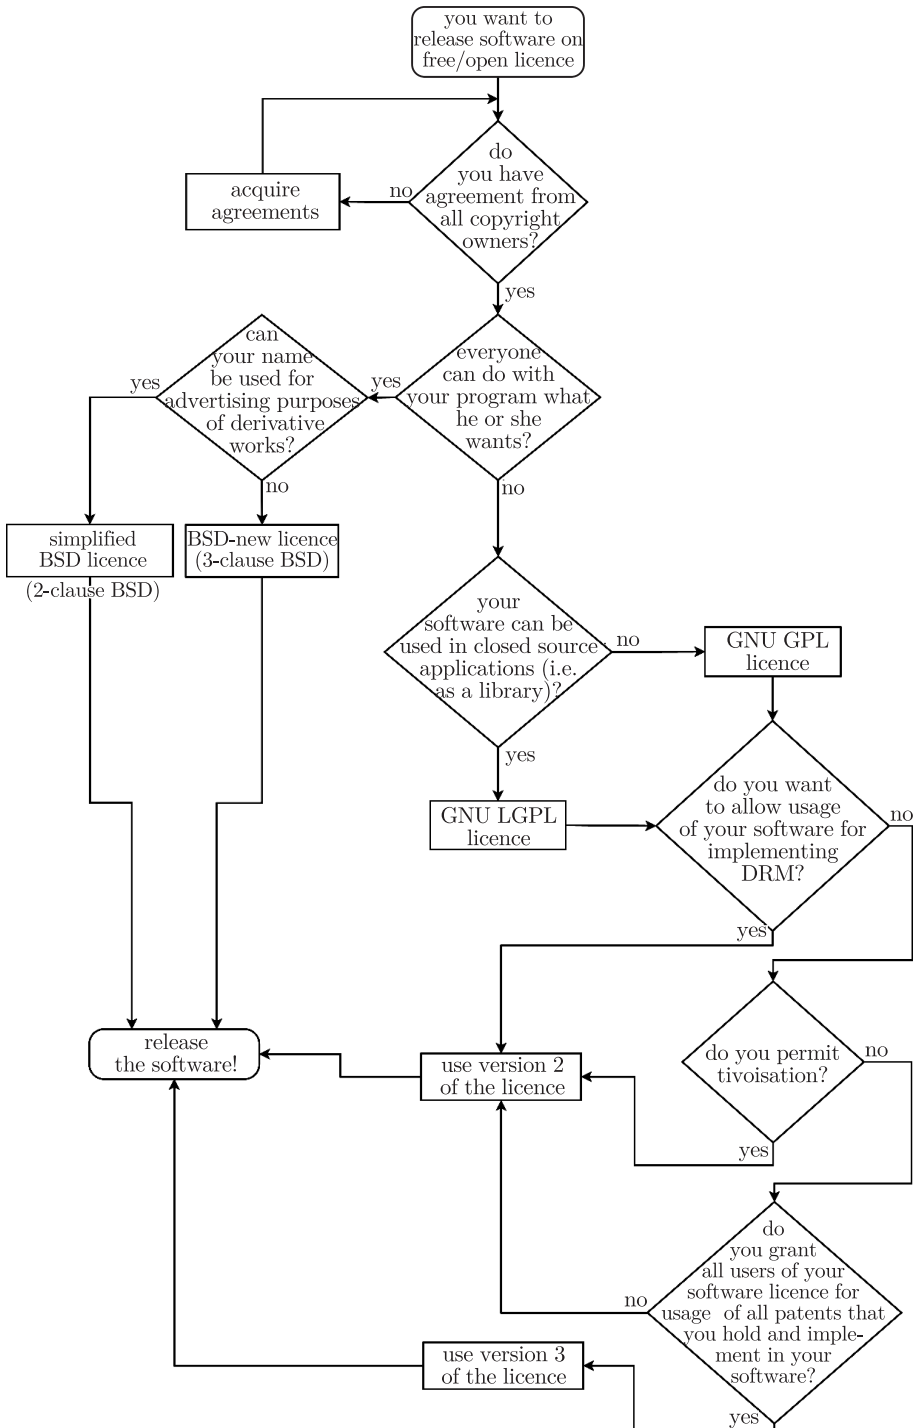 you want to
release software on
free/open licence
do
you have
agreement from
all copyright
owners?
no
acquire
agreements
yes
everyone
can do with
your program what
he or she
wants?
yes
can
your name
be used for
advertising purposes
of derivative
works?
yes
no
no
simplified
BSD licence
(2-clause BSD)
BSD-new licence
(3-clause BSD)
your
software can be
used in closed source
applications (i.e.
as a library)?
no
GNU GPL
licence
yes
GNU LGPL
licence
do you want
to allow usage
of your software for
implementing
DRM?
no
yes
release
the software!
use version 2
of the licence
do you permit
tivoisation?
no
yes
do
you grant
all users of your
software licence for
usage of all patents that
you hold and imple-
ment in your
software?
no
use version 3
of the licence
yes